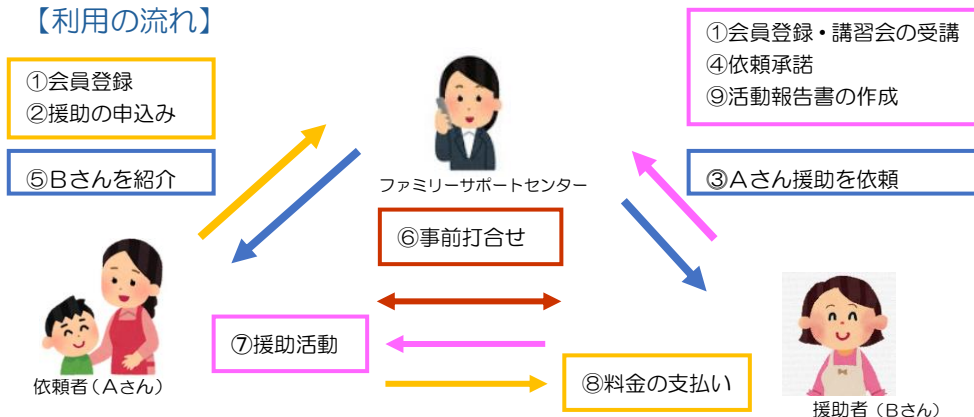 【利用の流れ】
①会員登録
②援助の申込み
⑤Bさんを紹介
ファミリーサポートセンター
①会員登録・講習会の受講
④依頼承諾
⑨活動報告書の作成
③Aさん援助を依頼
⑥事前打合せ
⑦援助活動
⑧料金の支払い
依頼者(Aさん)
援助者(Bさん)